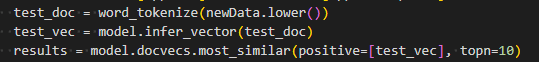 test_doc = word_tokenize(newData.lower())
test_vec = model.infer_vector(test_doc)
results = model.docvecs.most_similar(positive=[test_vec], topn=10)